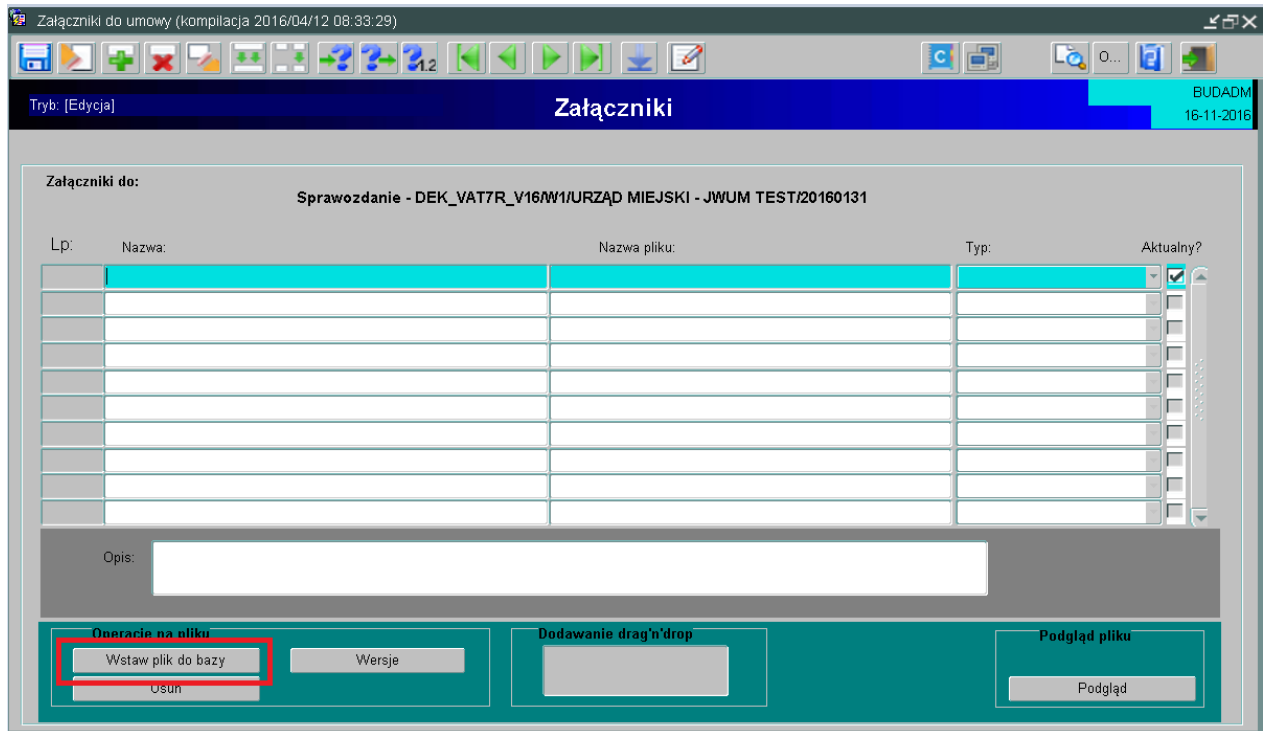 Załączniki do umowy (kompilacja 2016/04/12 08:33:29)
1.2
C
O...
Tryb: [Edycja]
Załączniki
BUDADM
16-11-2016
Załączniki do:
Sprawozdanie - DEK_VAT7R_V16/W1/URZĄD MIEJSKI - JWUM TEST/20160131
Lp:
Nazwa:
Nazwa pliku:
Typ:
Aktualny?
Opis:
Operacje na pliku
Dodawanie drag'n'drop
Podgląd pliku
Wstaw plik do bazy
Wersje
Usuń
Podgląd